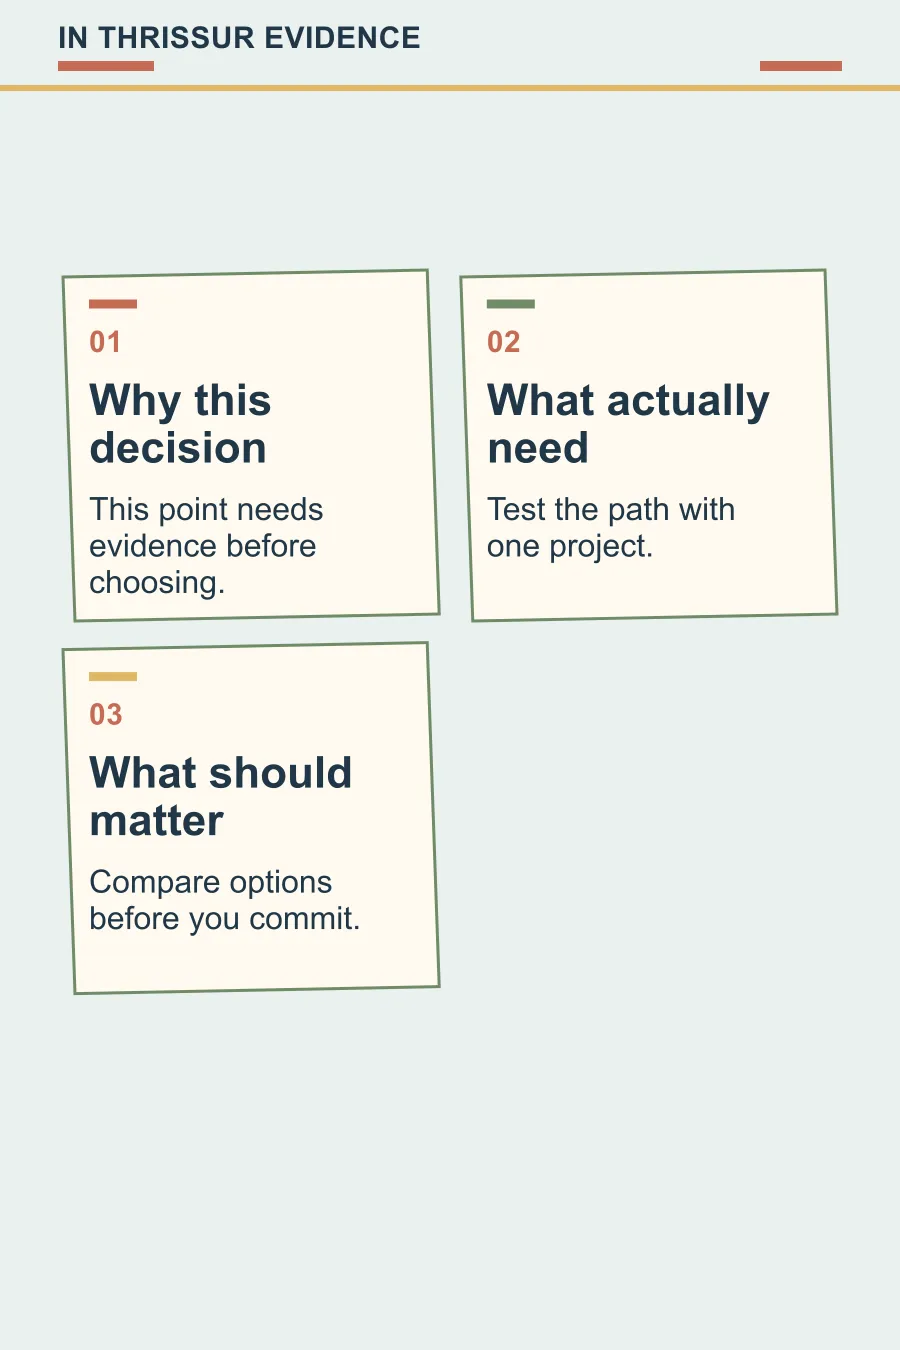 IN THRISSUR EVIDENCE
01
Why this
decision
This point needs
evidence before
choosing.
02
What actually
need
Test the path with
one project.
03
What should
matter
Compare options
before you commit.